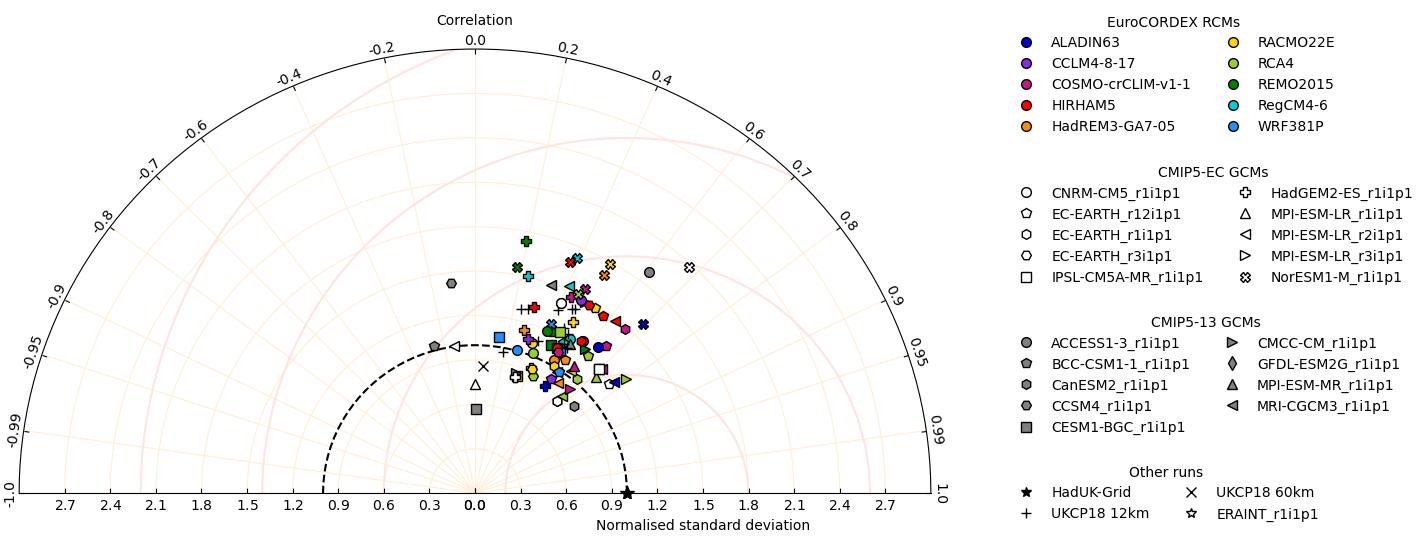 Correlation
-1.0
-0.99
-0.95
-0.9
-0.8
-0.7
-0.6
-0.4
-0.2
0.0
0.2
0.4
0.6
0.7
0.8
0.9
0.95
0.99
1.0
2.7 2.4 2.1 1.8 1.5 1.2 0.9 0.6 0.3 0.0 0.3 0.6 0.9 1.2 1.5 1.8 2.1 2.4 2.7
Normalised standard deviation
EuroCORDEX RCMs
ALADIN63
CCLM4-8-17
COSMO-crCLIM-v1-1
HIRHAM5
HadREM3-GA7-05
RACMO22E
RCA4
REMO2015
RegCM4-6
WRF381P
CMIP5-EC GCMs
CNRM-CM5_r1i1p1
EC-EARTH_r12i1p1
EC-EARTH_r1i1p1
EC-EARTH_r3i1p1
IPSL-CM5A-MR_r1i1p1
HadGEM2-ES_r1i1p1
MPI-ESM-LR_r1i1p1
MPI-ESM-LR_r2i1p1
MPI-ESM-LR_r3i1p1
NorESM1-M_r1i1p1
CMIP5-13 GCMs
ACCESS1-3_r1i1p1
BCC-CSM1-1_r1i1p1
CanESM2_r1i1p1
CCSM4_r1i1p1
CESM1-BGC_r1i1p1
CMCC-CM_r1i1p1
GFDL-ESM2G_r1i1p1
MPI-ESM-MR_r1i1p1
MRI-CGCM3_r1i1p1
Other runs
HadUK-Grid
UKCP18 12km
UKCP18 60km
ERAINT_r1i1p1